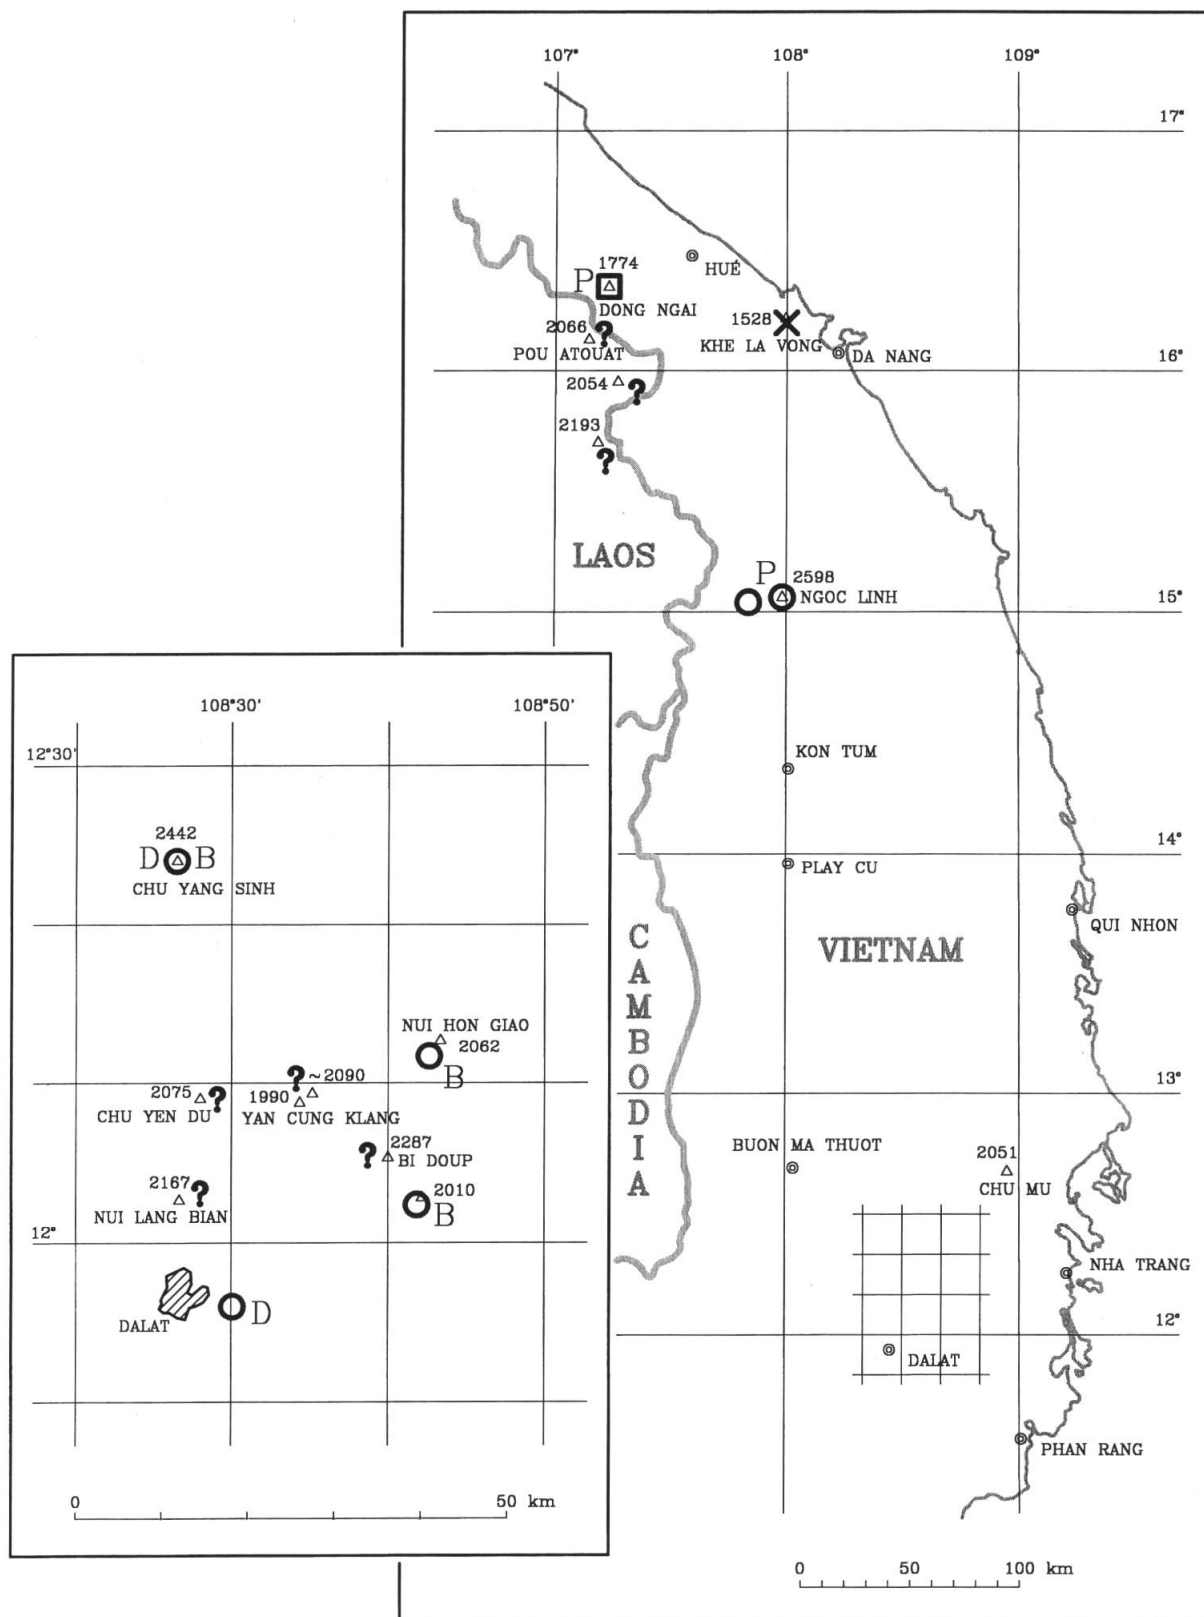 107° 108° 109°
17°
1774
P
HUÉ
DONG NGAI
2066 ?
1528
POU ATOUAT
KHE LA VONG
DA NANG
16°
2054 ?
2193
?
LAOS
P 2598
NGOC LINH
15°
KON TUM
14°
PLAY CU
QUI NHON
CAMBODIA
VIETNAM
13°
BUON MA THUOT
2051
CHU MU
NHA TRANG
12°
DALAT
PHAN RANG
0 50 100 km
108°30' 108°50'
12°30'
2442
D B
CHU YANG SINH
NUI HON GIAO
2062
B
? ~2090
2075 ? 1990
CHU YEN DU YAN CUNG KLANG
2287
? BI DOUP
2167 ? 2010
B
NUI LANG BIAN
12°
DALAT D
0 50 km